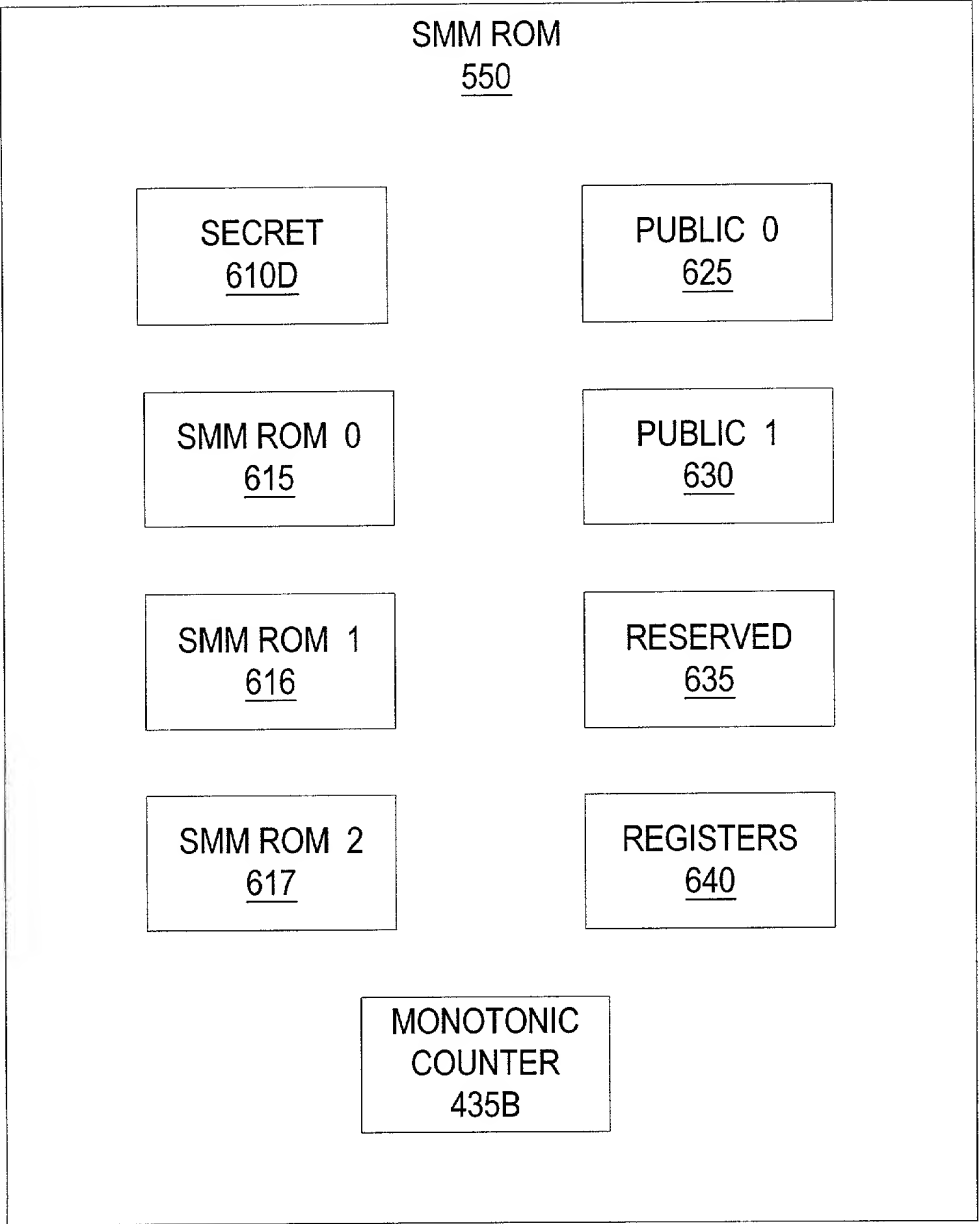 SMM ROM
550
SECRET
610D
PUBLIC 0
625
SMM ROM 0
615
PUBLIC 1
630
SMM ROM 1
616
RESERVED
635
SMM ROM 2
617
REGISTERS
640
MONOTONIC
COUNTER
435B